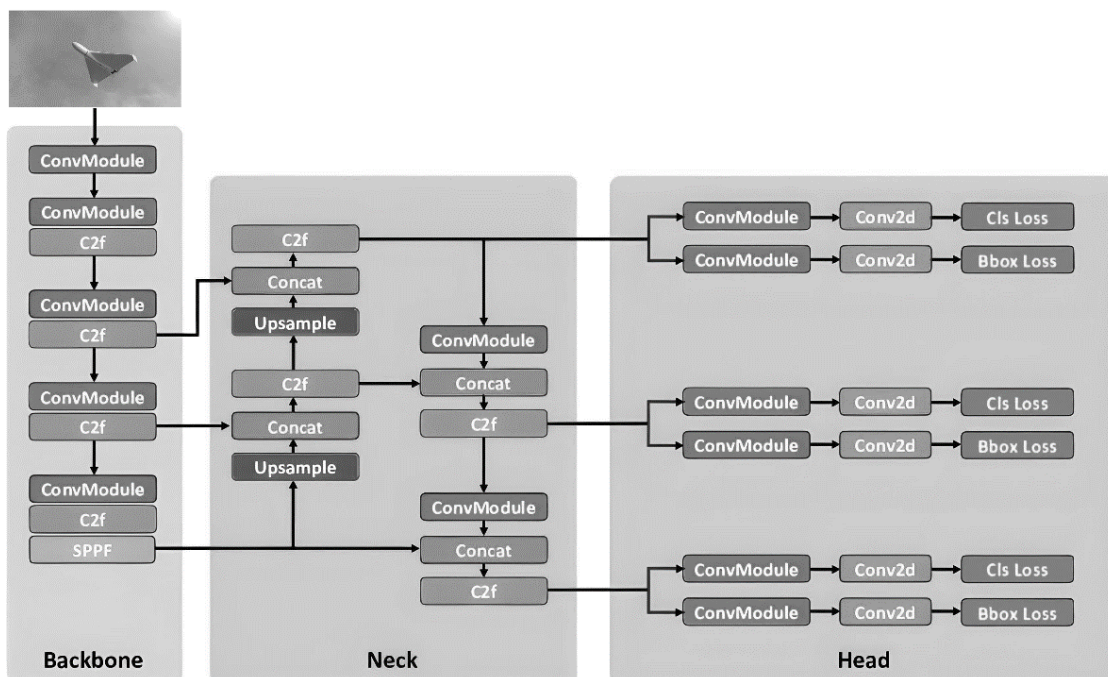 ConvModule
ConvModule
C2f
ConvModule
C2f
ConvModule
C2f
ConvModule
C2f
SPPF
Backbone
C2f
Concat
Upsample
C2f
Concat
Upsample
ConvModule
Concat
C2f
ConvModule
Concat
C2f
Neck
ConvModule Conv2d Cls Loss
ConvModule Conv2d Bbox Loss
ConvModule Conv2d Cls Loss
ConvModule Conv2d Bbox Loss
ConvModule Conv2d Cls Loss
ConvModule Conv2d Bbox Loss
Head